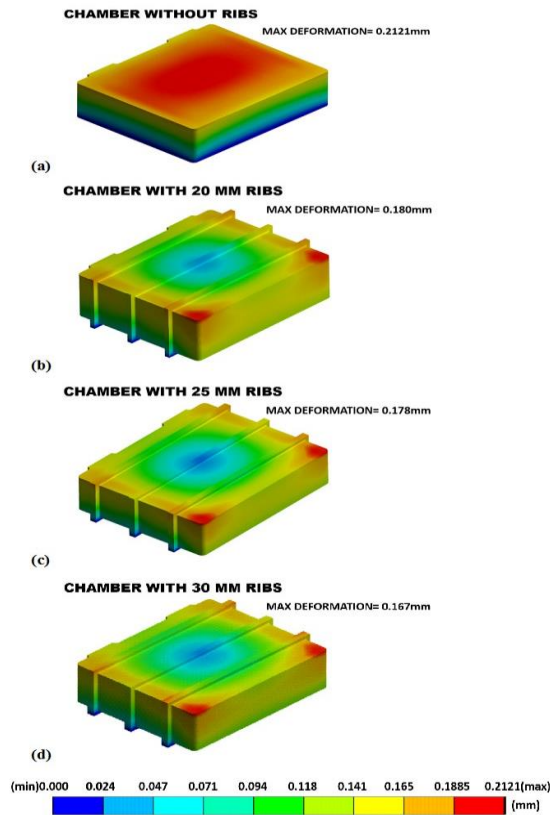 CHAMBER WITHOUT RIBS
MAX DEFORMATION= 0.2121mm
(a)
CHAMBER WITH 20 MM RIBS
MAX DEFORMATION= 0.180mm
(b)
CHAMBER WITH 25 MM RIBS
MAX DEFORMATION= 0.178mm
(c)
CHAMBER WITH 30 MM RIBS
MAX DEFORMATION= 0.167mm
(d)
(min)0.000 0.024 0.047 0.071 0.094 0.118 0.141 0.165 0.1885 0.2121(max)
(mm)